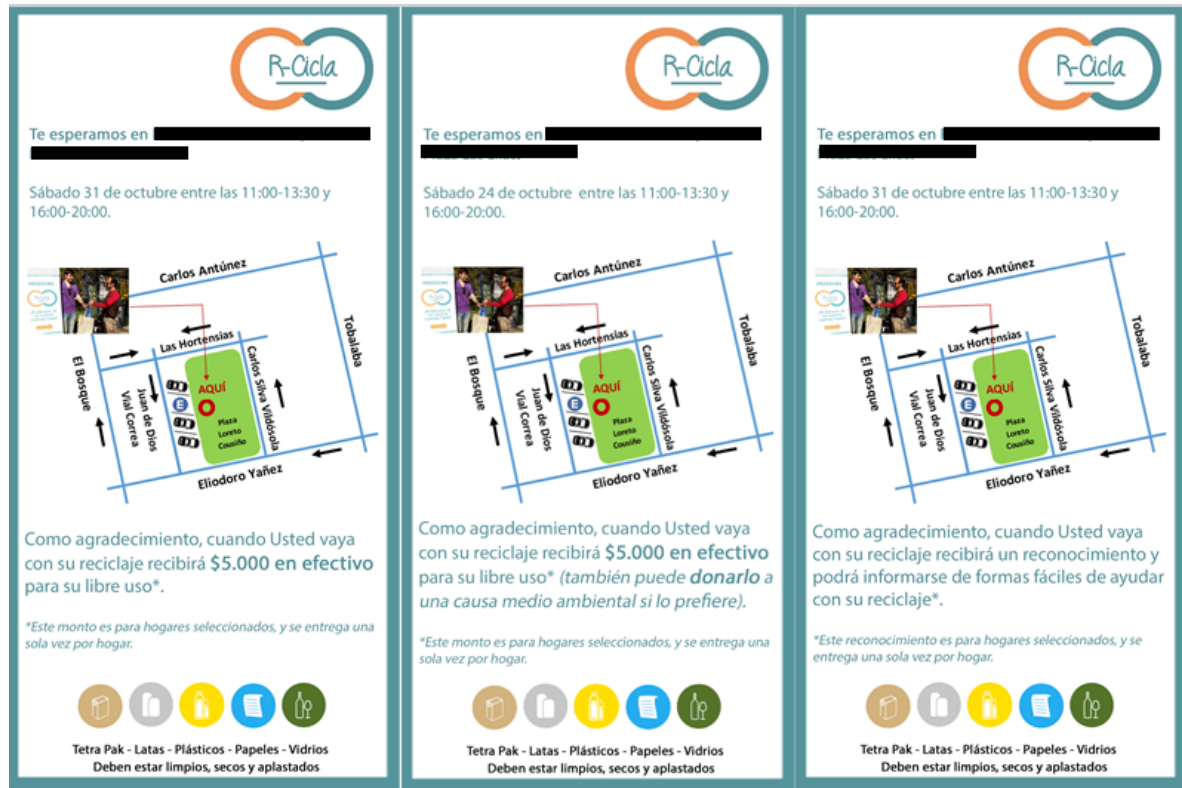 R-Cicla
Te esperamos en
Sábado 31 de octubre entre las 11:00-13:30 y
16:00-20:00.
PROGRAMA
R-Cicla
Carlos Antúnez
Tobalaba
Las Hortensias
El Bosque
Juan de Dios
Vial Correa
Carlos Silva Vildósola
AQUÍ
E
Plaza
Loreto
Cousiño
Eliodoro Yañez
Como agradecimiento, cuando Usted vaya
con su reciclaje recibirá $5.000 en efectivo
para su libre uso*.
*Este monto es para hogares seleccionados, y se entrega una
sola vez por hogar.
Tetra Pak - Latas - Plásticos - Papeles - Vidrios
Deben estar limpios, secos y aplastados
R-Cicla
Te esperamos en
Sábado 24 de octubre entre las 11:00-13:30 y
16:00-20:00.
PROGRAMA
R-Cicla
Carlos Antúnez
Tobalaba
Las Hortensias
El Bosque
Juan de Dios
Vial Correa
Carlos Silva Vildósola
AQUÍ
E
Plaza
Loreto
Cousiño
Eliodoro Yañez
Como agradecimiento, cuando Usted vaya
con su reciclaje recibirá $5.000 en efectivo
para su libre uso* (también puede donarlo a
una causa medio ambiental si lo prefiere).
*Este monto es para hogares seleccionados, y se entrega una
sola vez por hogar.
Tetra Pak - Latas - Plásticos - Papeles - Vidrios
Deben estar limpios, secos y aplastados
R-Cicla
Te esperamos en
Sábado 31 de octubre entre las 11:00-13:30 y
16:00-20:00.
PROGRAMA
R-Cicla
Carlos Antúnez
Tobalaba
Las Hortensias
El Bosque
Juan de Dios
Vial Correa
Carlos Silva Vildósola
AQUÍ
E
Plaza
Loreto
Cousiño
Eliodoro Yañez
Como agradecimiento, cuando Usted vaya
con su reciclaje recibirá un reconocimiento y
podrá informarse de formas fáciles de ayudar
con su reciclaje*.
*Este reconocimiento es para hogares seleccionados, y se
entrega una sola vez por hogar.
Tetra Pak - Latas - Plásticos - Papeles - Vidrios
Deben estar limpios, secos y aplastados